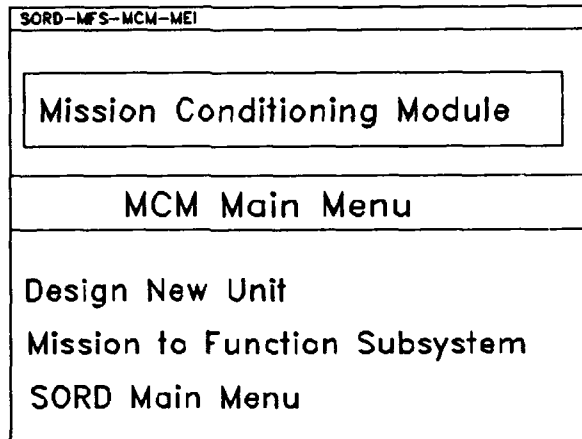 SORD-MFS-MCM-MEI
Mission Conditioning Module
MCM Main Menu
Design New Unit
Mission to Function Subsystem
SORD Main Menu